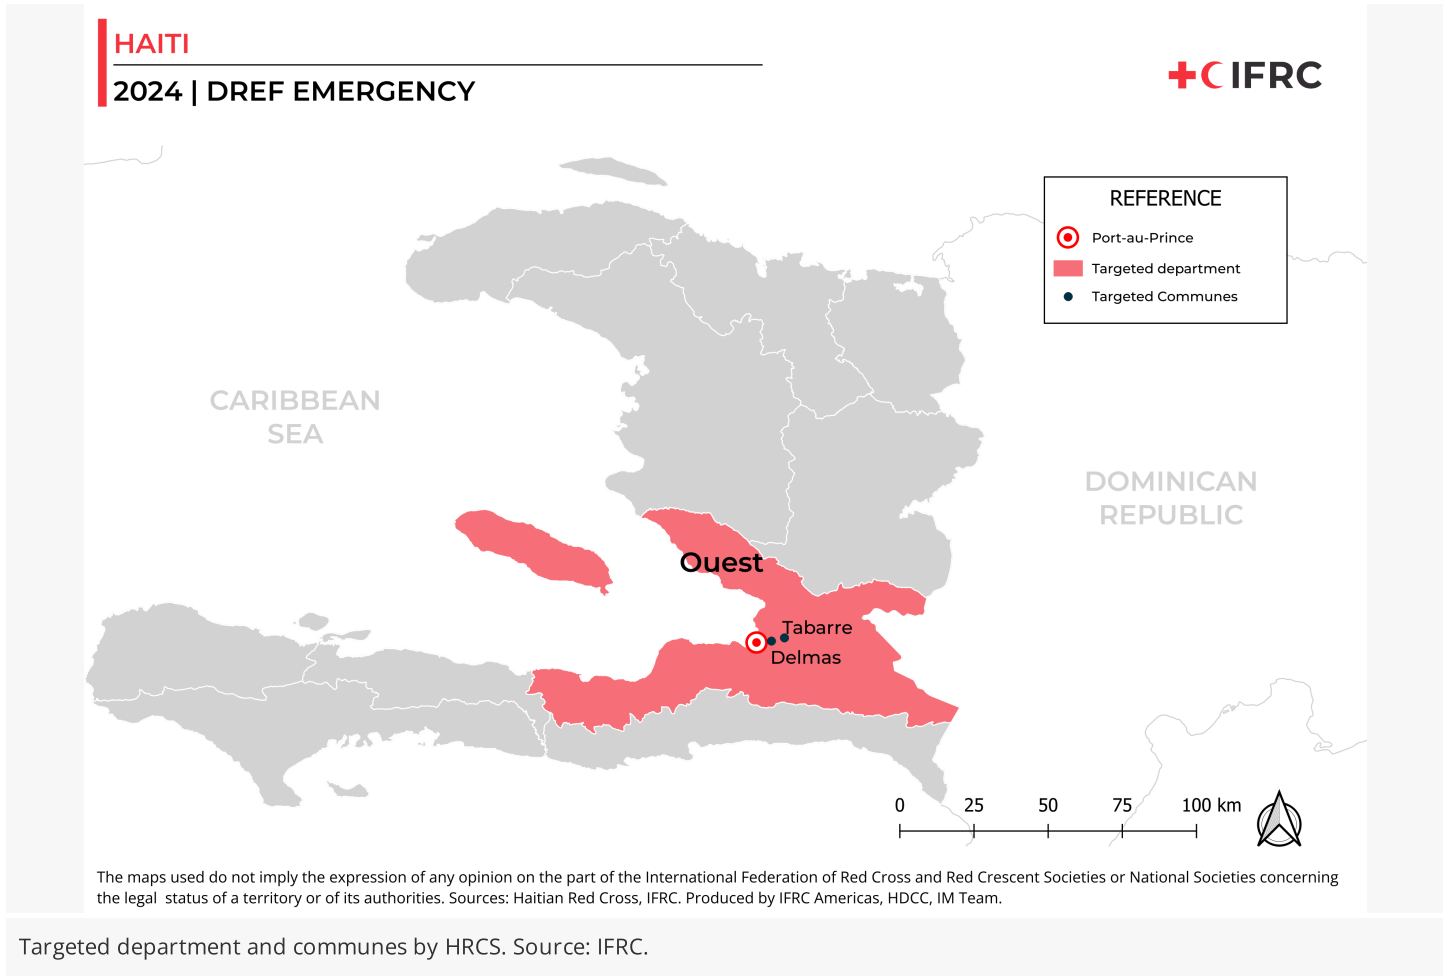 HAITI
2024 | DREF EMERGENCY
IFRC
REFERENCE
Port-au-Prince
Targeted department
Targeted Communes
CARIBBEAN
SEA
DOMINICAN
REPUBLIC
Ouest
Tabarre
Delmas
0 25 50 75 100 km
The maps used do not imply the expression of any opinion on the part of the International Federation of Red Cross and Red Crescent Societies or National Societies concerning
the legal status of a territory or of its authorities. Sources: Haitian Red Cross, IFRC. Produced by IFRC Americas, HDCC, IM Team.
Targeted department and communes by HRCS. Source: IFRC.